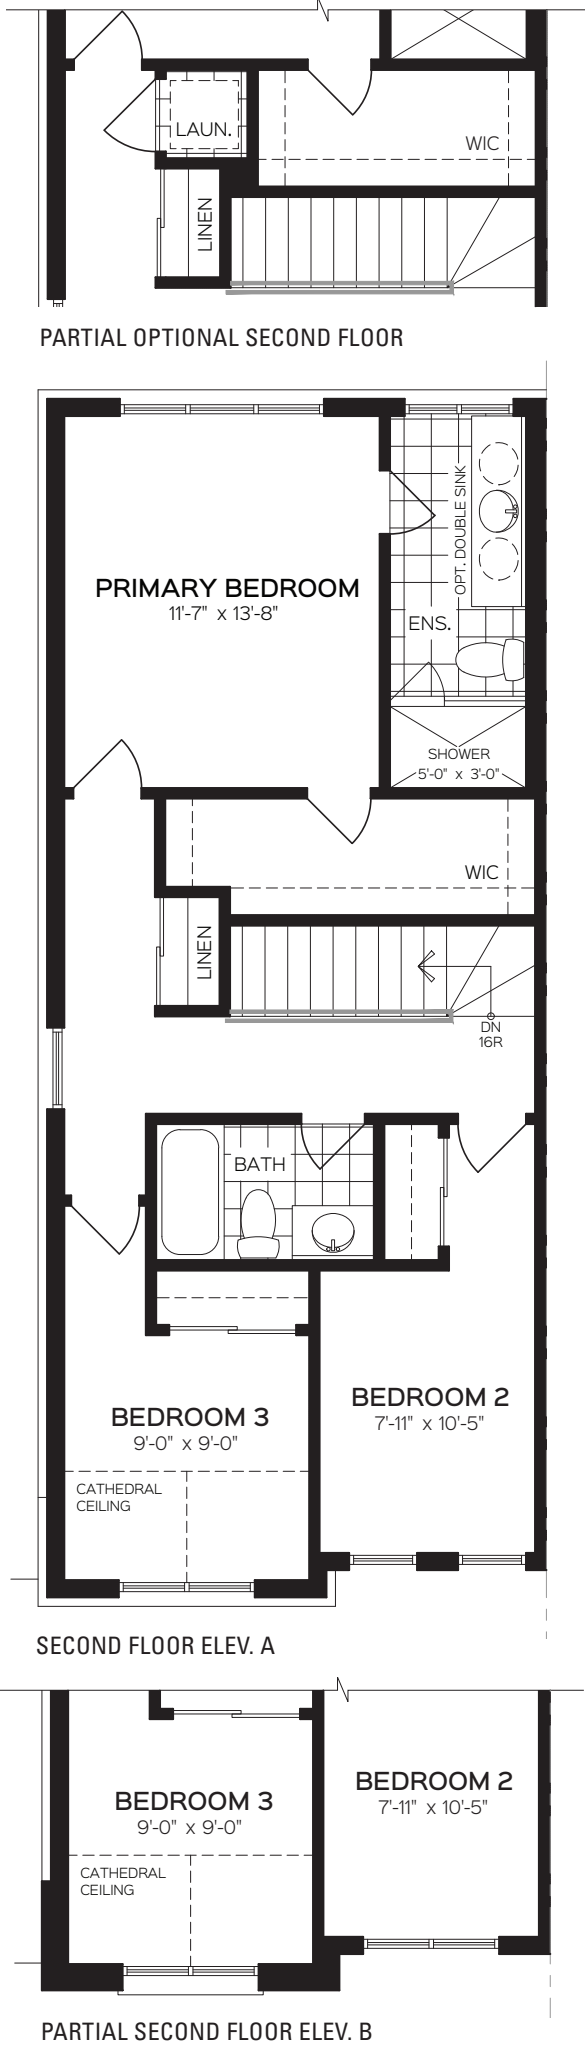 LAUN.
WIC
LINEN
PARTIAL OPTIONAL SECOND FLOOR
OPT. DOUBLE SINK
PRIMARY BEDROOM
11'-7" x 13'-8"
ENS.
SHOWER
5'-0" x 3'-0"
WIC
LINEN
DN
16R
BATH
BEDROOM 2
7'-11" x 10'-5"
BEDROOM 3
9'-0" x 9'-0"
CATHEDRAL
CEILING
SECOND FLOOR ELEV. A
BEDROOM 2
7'-11" x 10'-5"
BEDROOM 3
9'-0" x 9'-0"
CATHEDRAL
CEILING
PARTIAL SECOND FLOOR ELEV. B